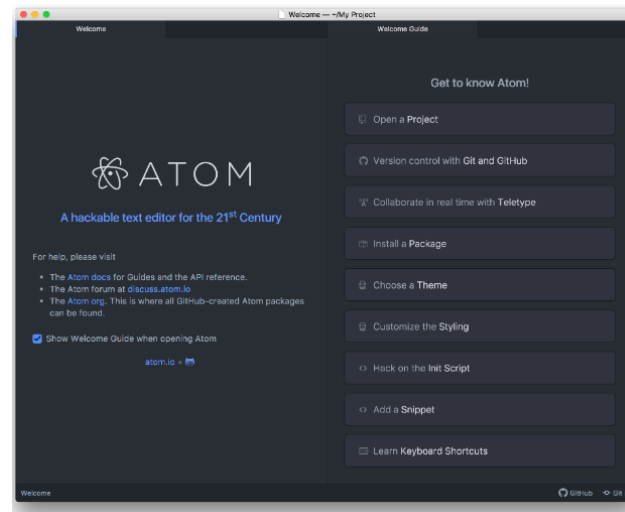 Welcome — ~/My Project
Welcome
Welcome Guide
ATOM
A hackable text editor for the 21st Century
For help, please visit
• The Atom docs for Guides and the API reference.
• The Atom forum at discuss.atom.io
• The Atom org. This is where all GitHub-created Atom packages
can be found.
Show Welcome Guide when opening Atom
atom.io ×
Get to know Atom!
Open a Project
Version control with Git and GitHub
Collaborate in real time with Teletype
Install a Package
Choose a Theme
Customize the Styling
Hack on the Init Script
Add a Snippet
Learn Keyboard Shortcuts
Welcome
GitHub
Git